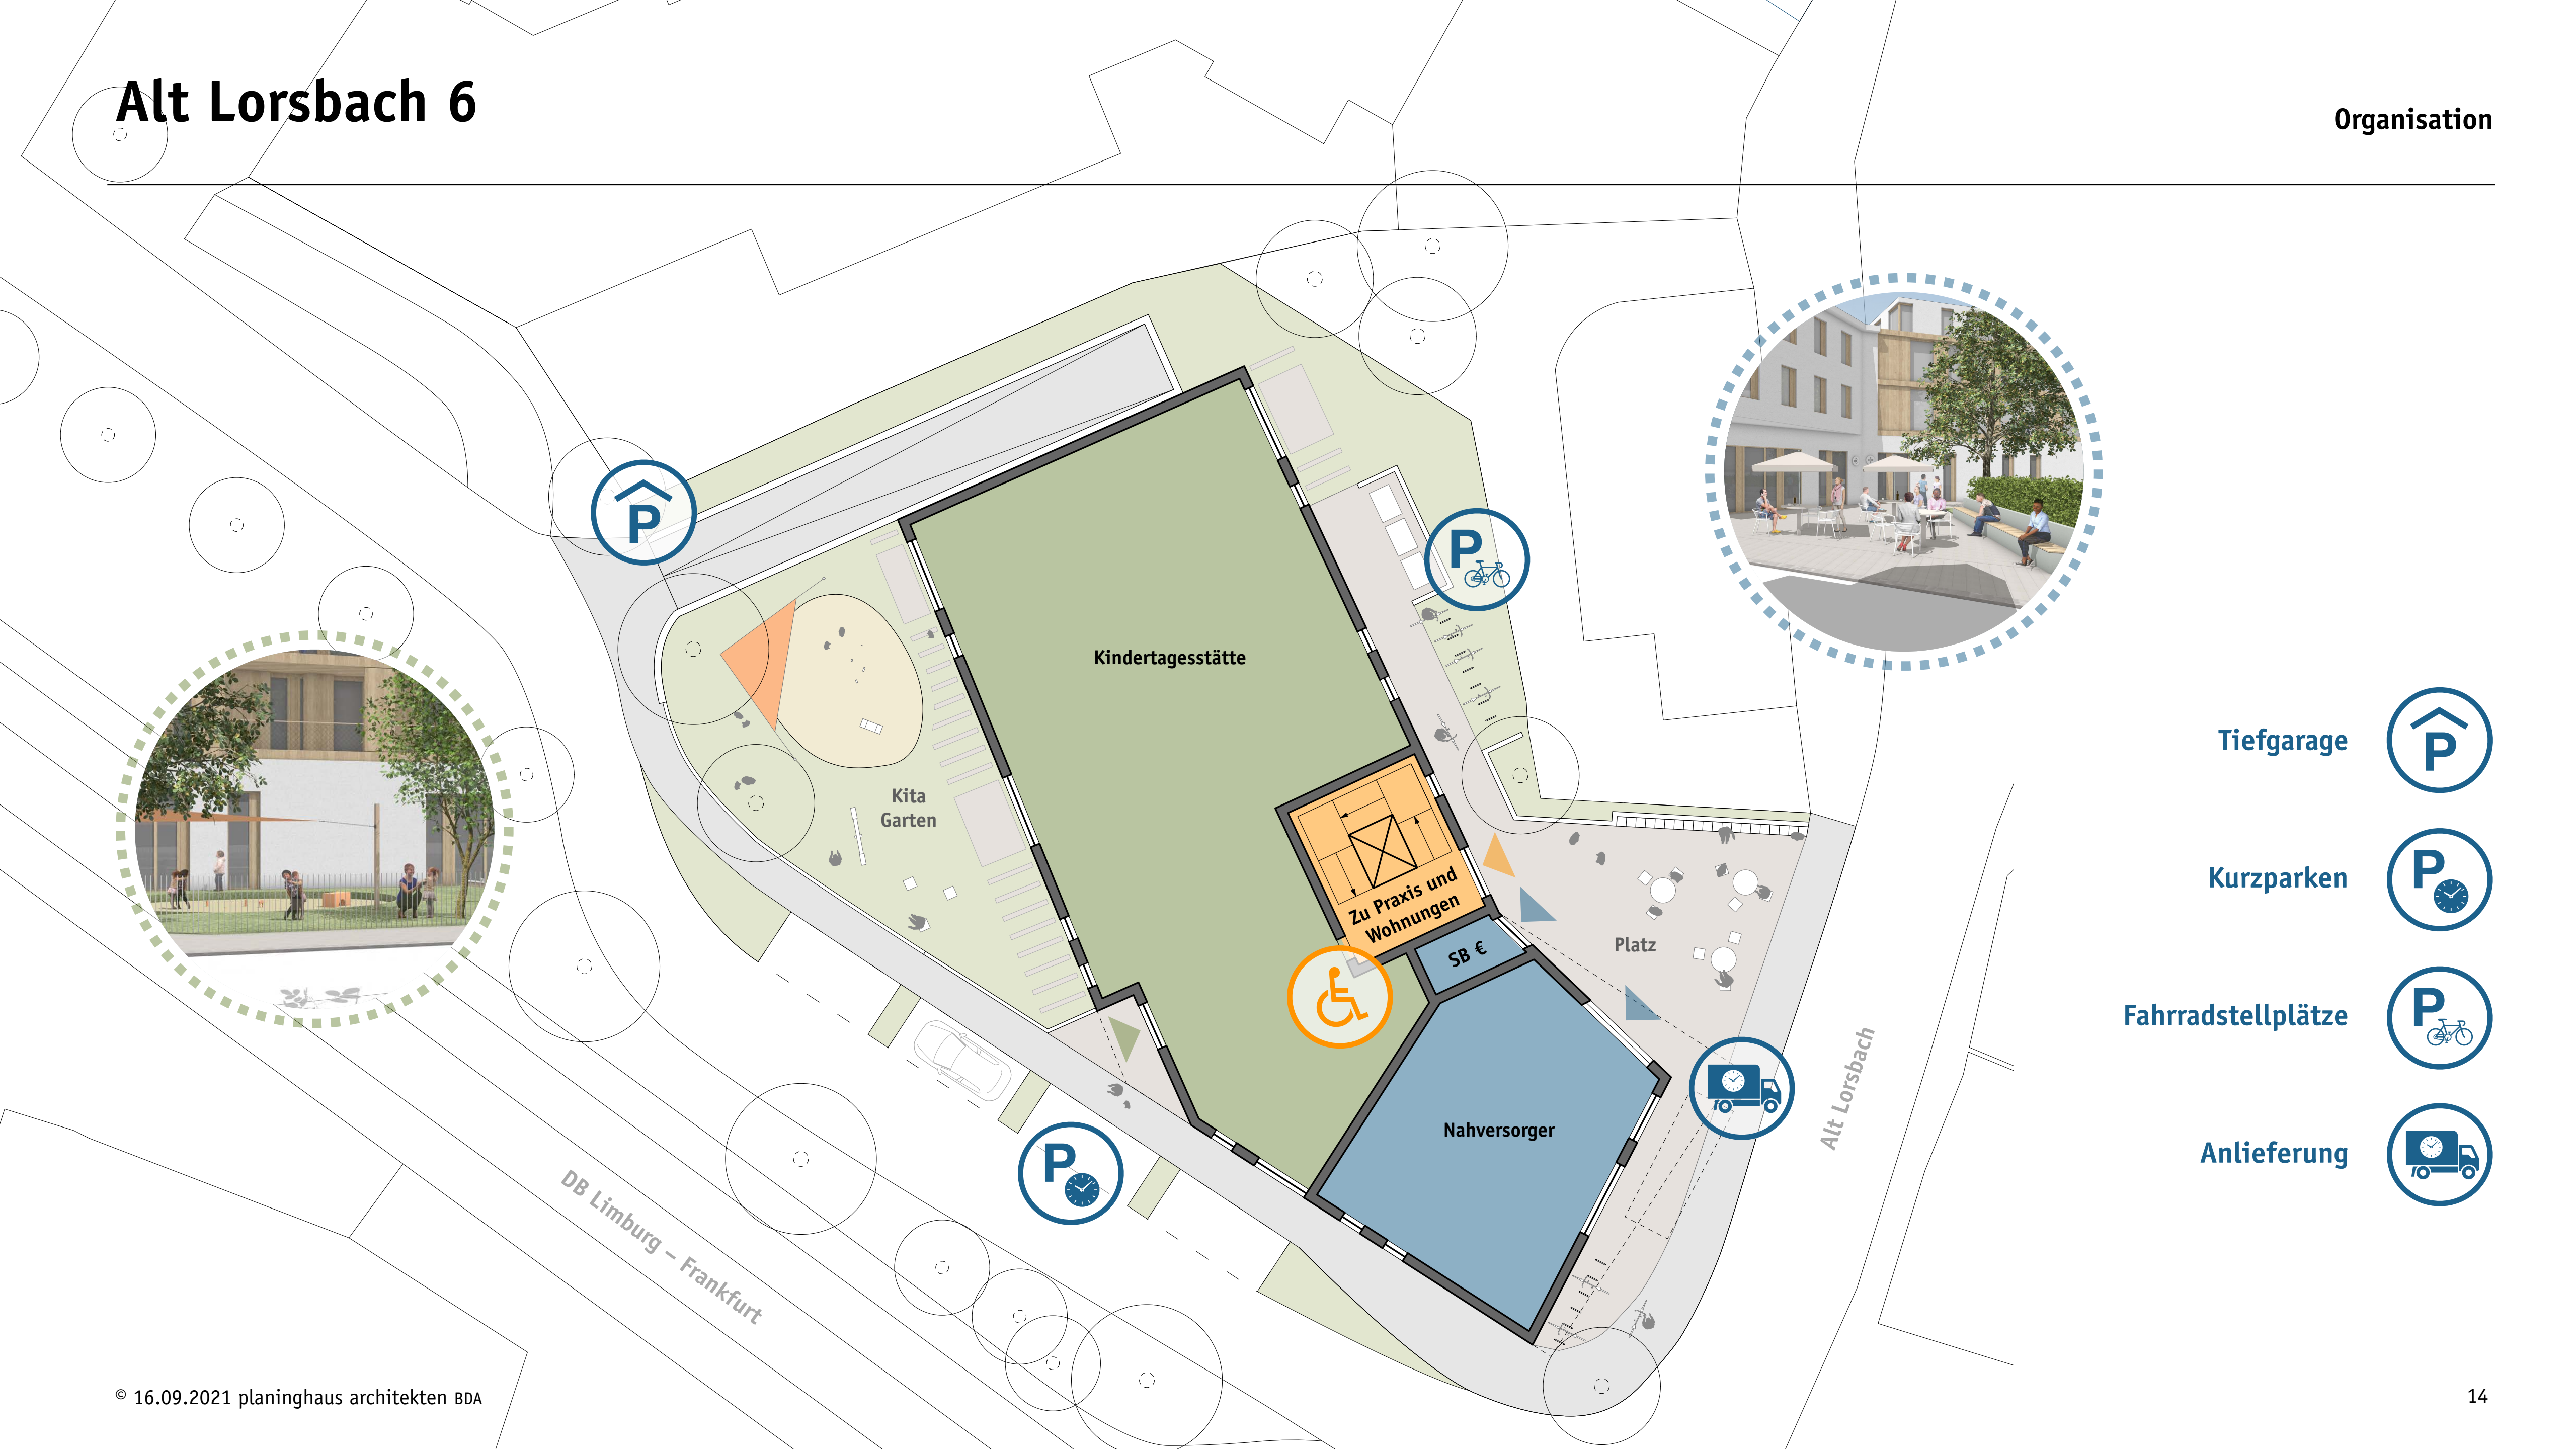 Alt Lorsbach 6
Organisation
P
P
Kindertagesstätte
Kita
Garten
Zu Praxis und
Wohnungen
SB €
Platz
Nahversorger
P
Alt Lorsbach
DB Limburg – Frankfurt
Tiefgarage
P
Kurzparken
P
Fahrradstellplätze
P
Anlieferung
© 16.09.2021 planinghaus architekten BDA
14